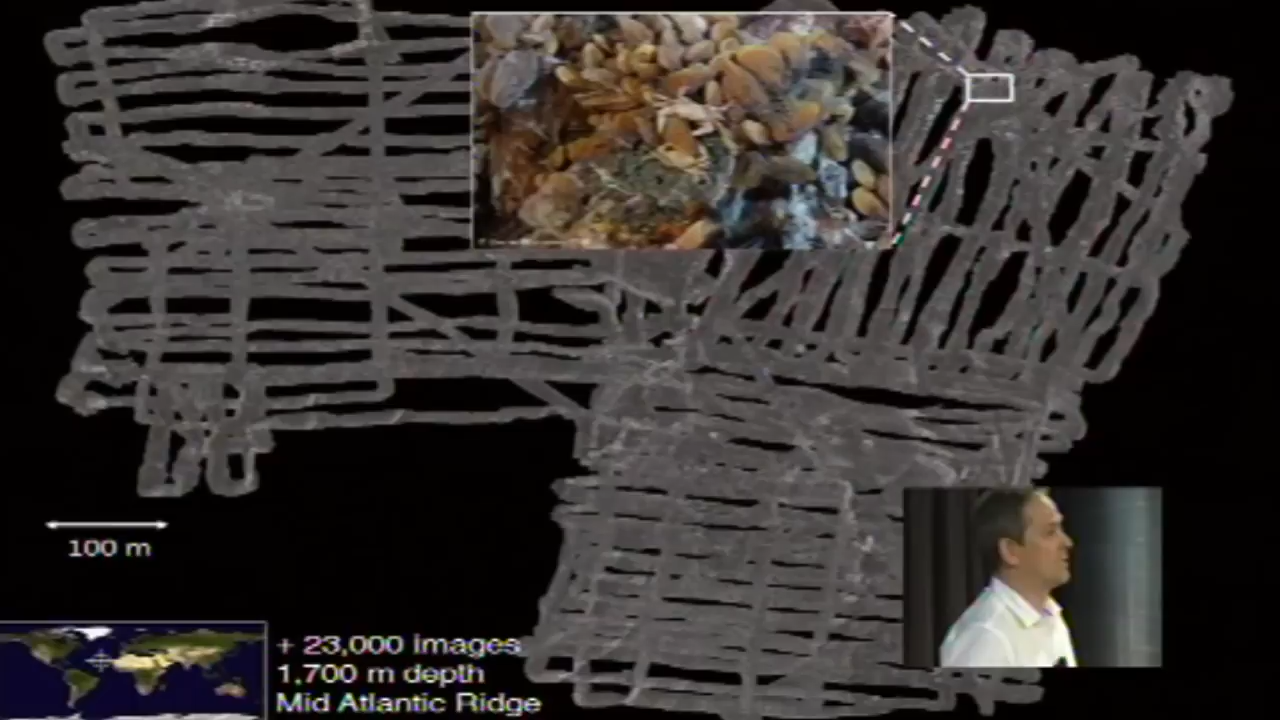 100 m
+ 23,000 images
1,700 m depth
Mid Atlantic Ridge